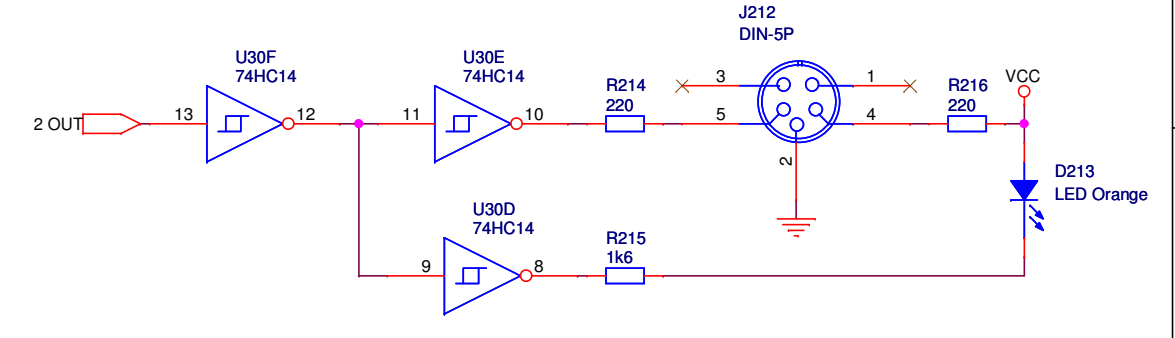 J212
DIN-5P
U30F
74HC14
U30E
74HC14
R214
220
R216
220
VCC
2 OUT
13
12
11
10
3
1
5
4
2
D213
LED Orange
U30D
74HC14
R215
1k6
9
8